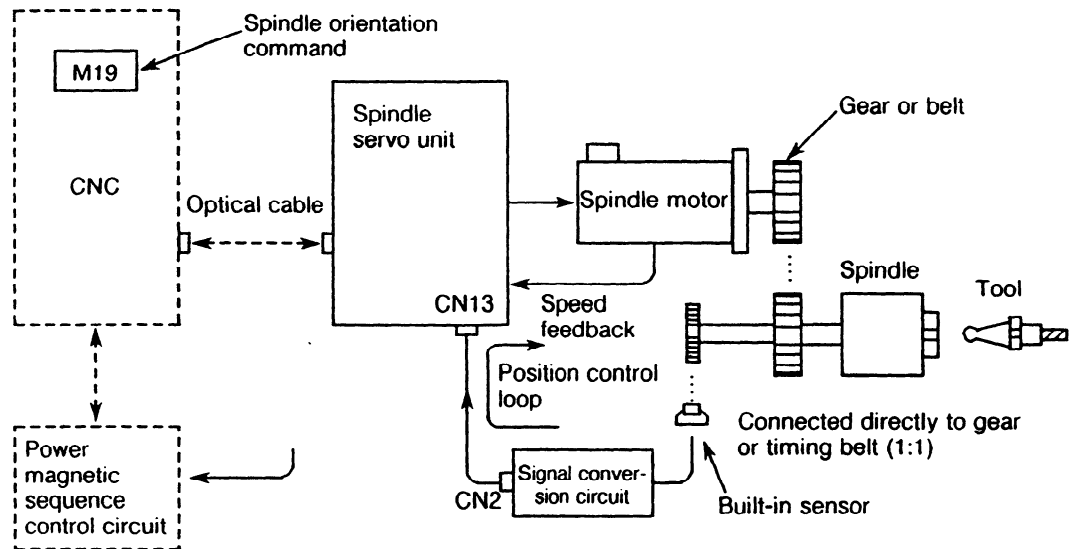 Spindle orientation
command
M19
CNC
Optical cable
Spindle
servo unit
CN13
Spindle motor
Gear or belt
Speed
feedback
Position control
loop
Spindle
Tool
Connected directly to gear
or timing belt (1:1)
Built-in sensor
Signal conver-
sion circuit
CN2
Power
magnetic
sequence
control circuit